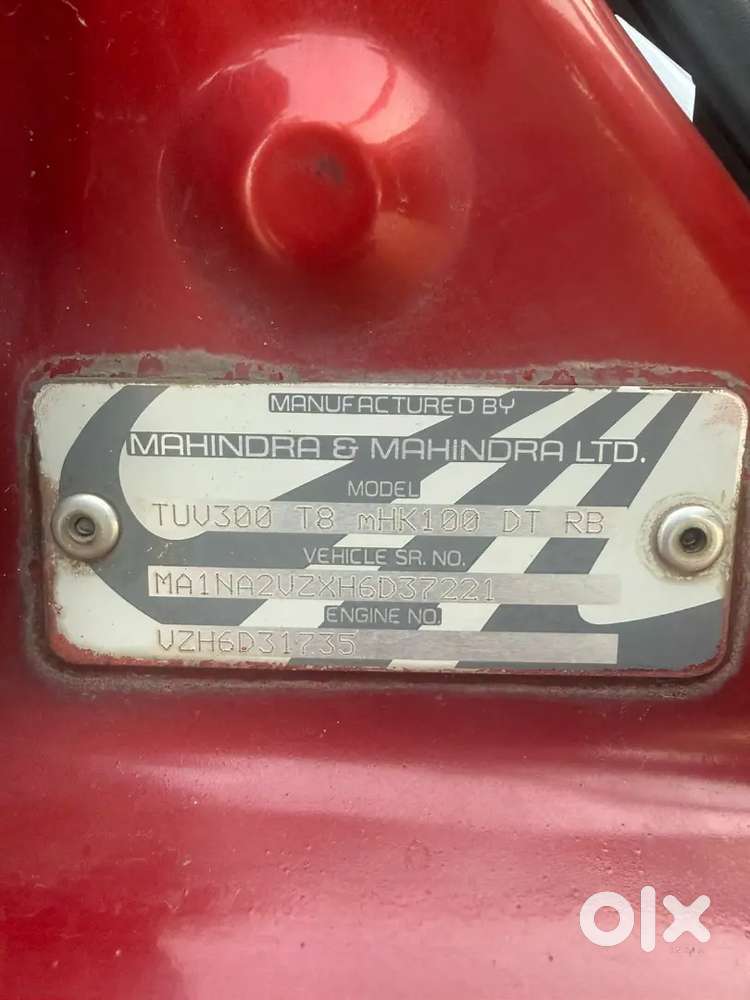 MANUFACTURED BY
MAHINDRA & MAHINDRA LTD.
MODEL
TUV300 T8 mHK100 DT RB
VEHICLE SR. NO.
MA1NA2VZXH6D37221
ENGINE NO.
VZH6D31735
olx